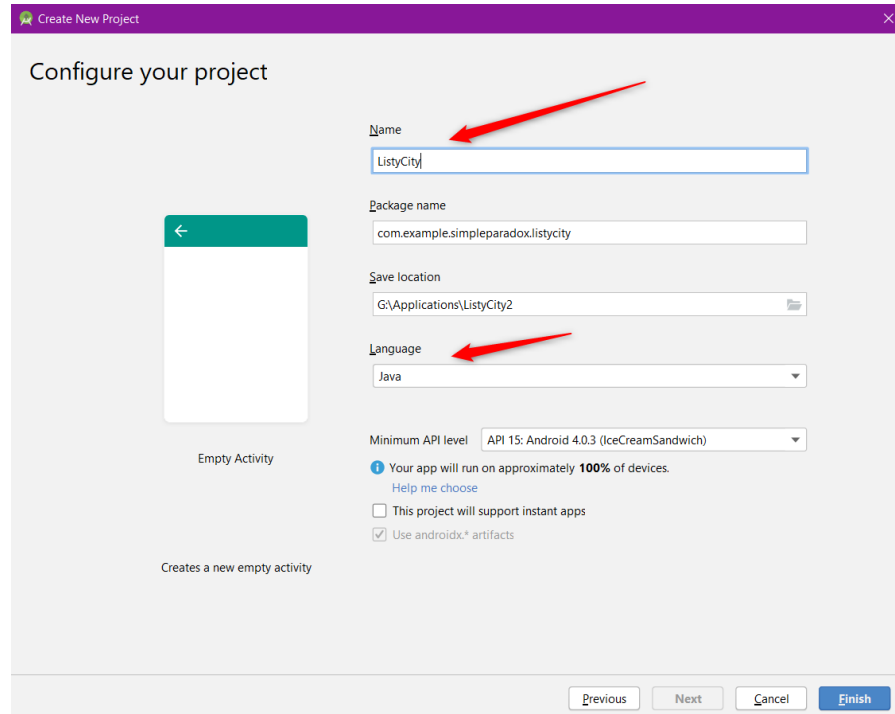 Create New Project
Configure your project
Name
ListyCity
Package name
com.example.simpleparadox.listycity
Save location
G:\Applications\ListyCity2
Language
Java
Minimum API level API 15: Android 4.0.3 (IceCreamSandwich)
Your app will run on approximately 100% of devices.
Help me choose
This project will support instant apps
Use androidx.* artifacts
Empty Activity
Creates a new empty activity
Previous Next Cancel Finish